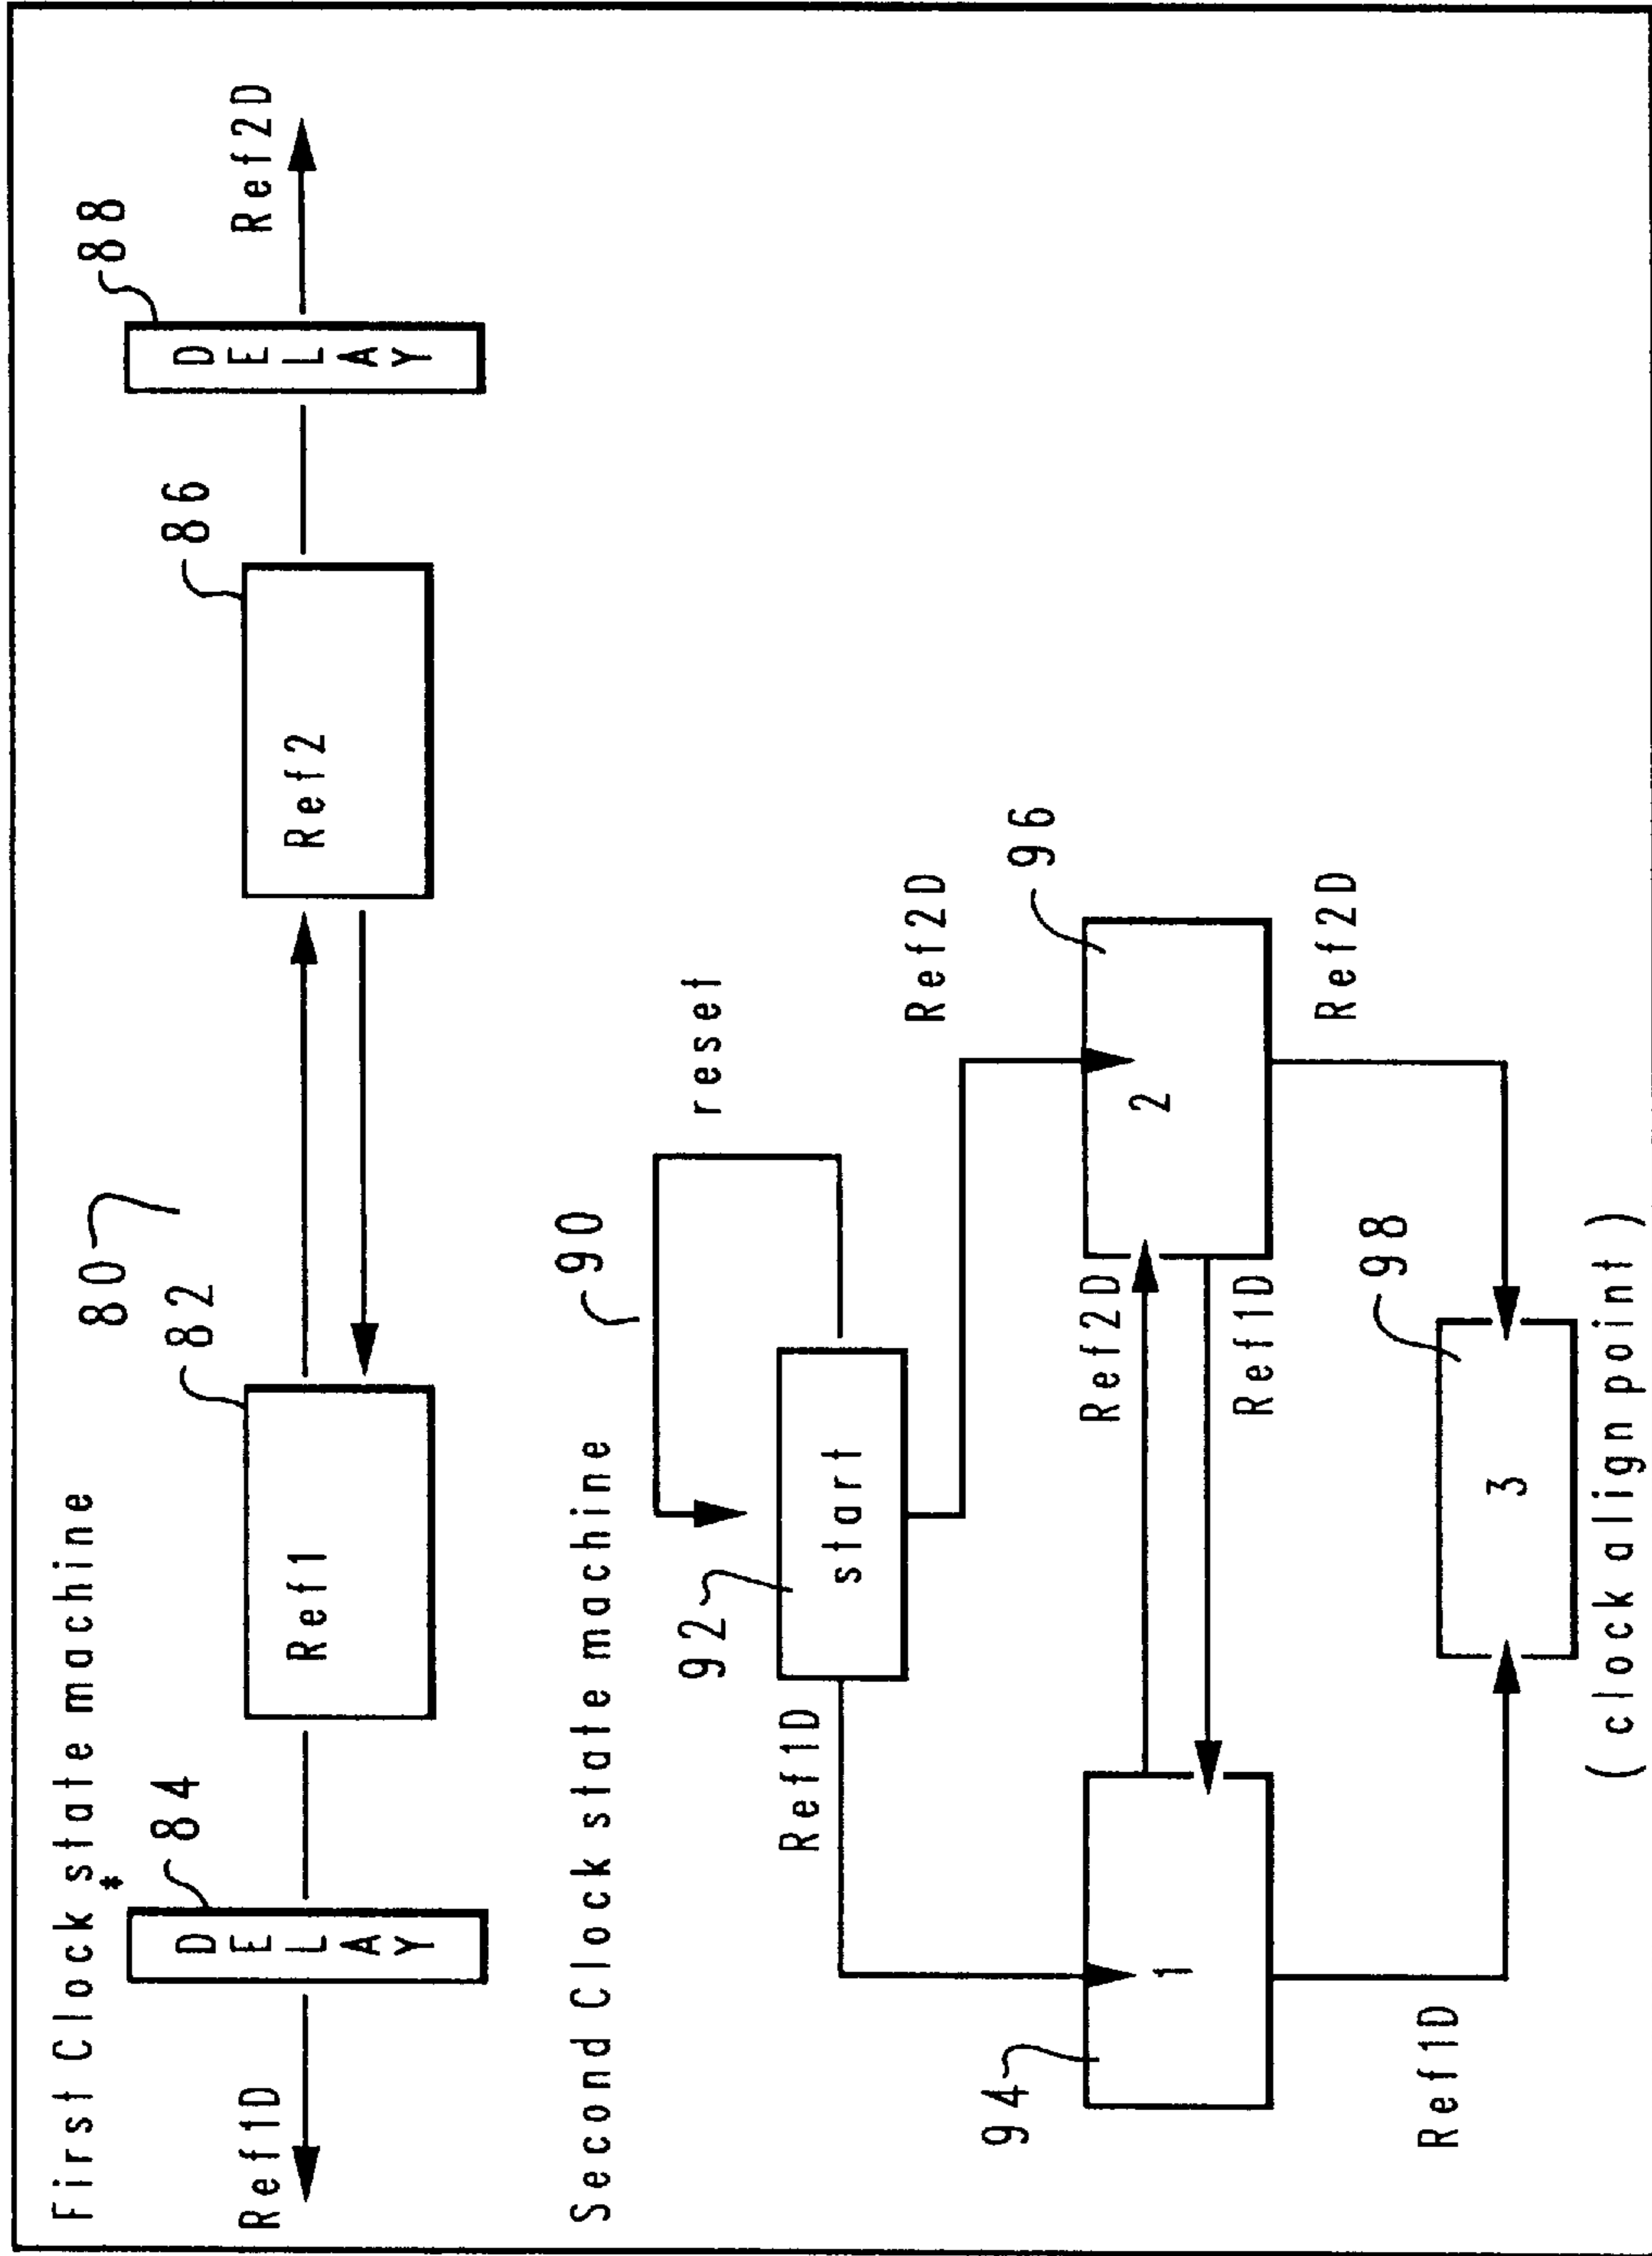 First Clock state machine
*
80
82
84
86
88
Ref1D
DELAY
Ref1
Ref2
DELAY
Ref2D
Second Clock state machine
90
reset
92
start
Ref1D
Ref2D
94
1
Ref2D
Ref1D
96
2
Ref1D
Ref2D
98
3
(clock align point)